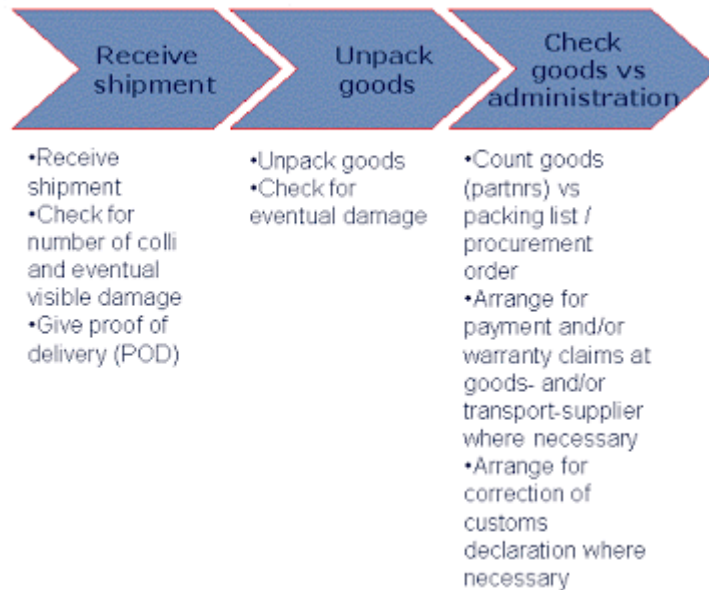 Receive
shipment
Unpack
goods
Check
goods vs
administration
•Receive
shipment
•Check for
number of colli
and eventual
visible damage
•Give proof of
delivery (POD)
•Unpack goods
•Check for
eventual damage
•Count goods
(partnrs) vs
packing list /
procurement
order
•Arrange for
payment and/or
warranty claims at
goods- and/or
transport-supplier
where necessary
•Arrange for
correction of
customs
declaration where
necessary